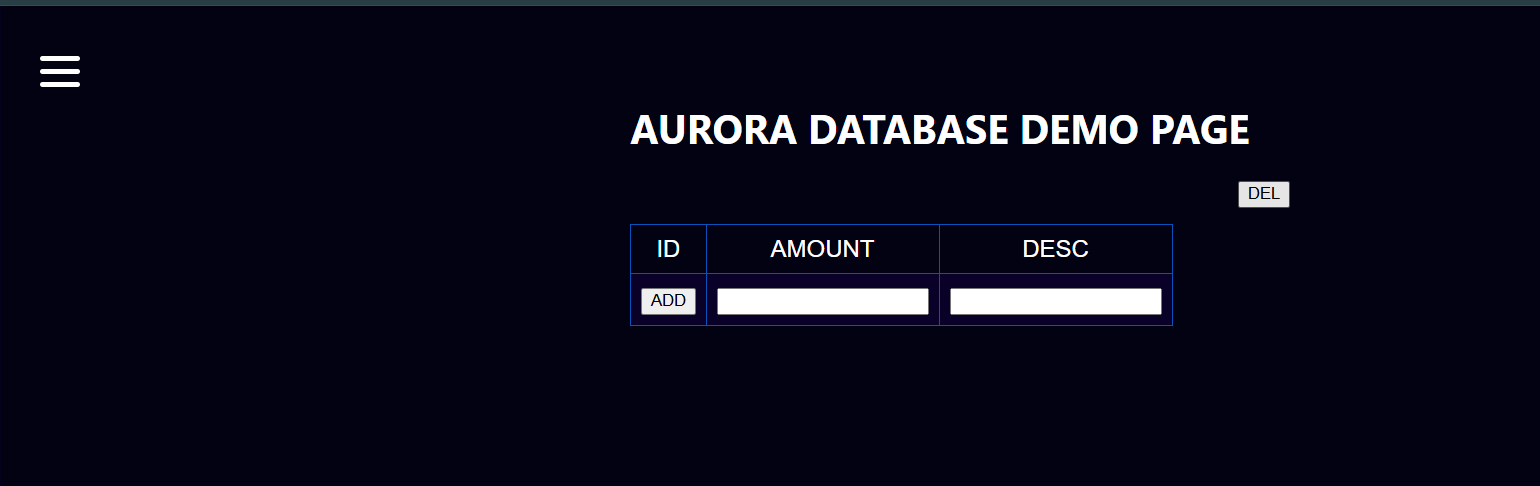 AURORA DATABASE DEMO PAGE
DEL
ID AMOUNT DESC
ADD